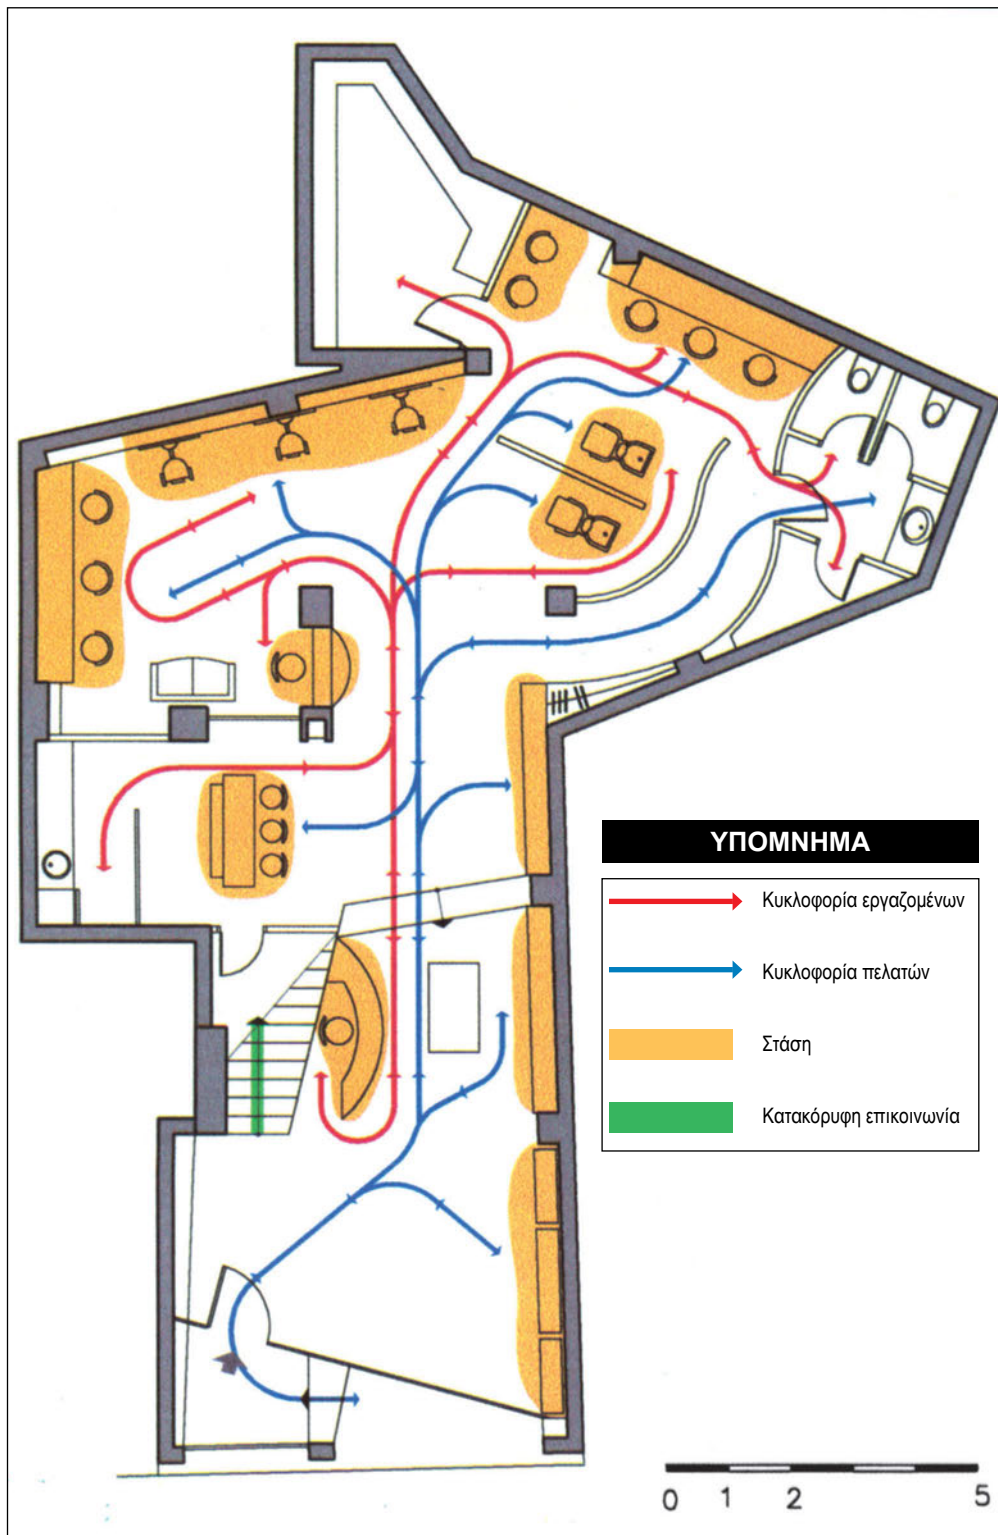 ΥΠΟΜΝΗΜΑ
Κυκλοφορία εργαζομένων
Κυκλοφορία πελατών
Στάση
Κατακόρυφη επικοινωνία
0 1 2 5